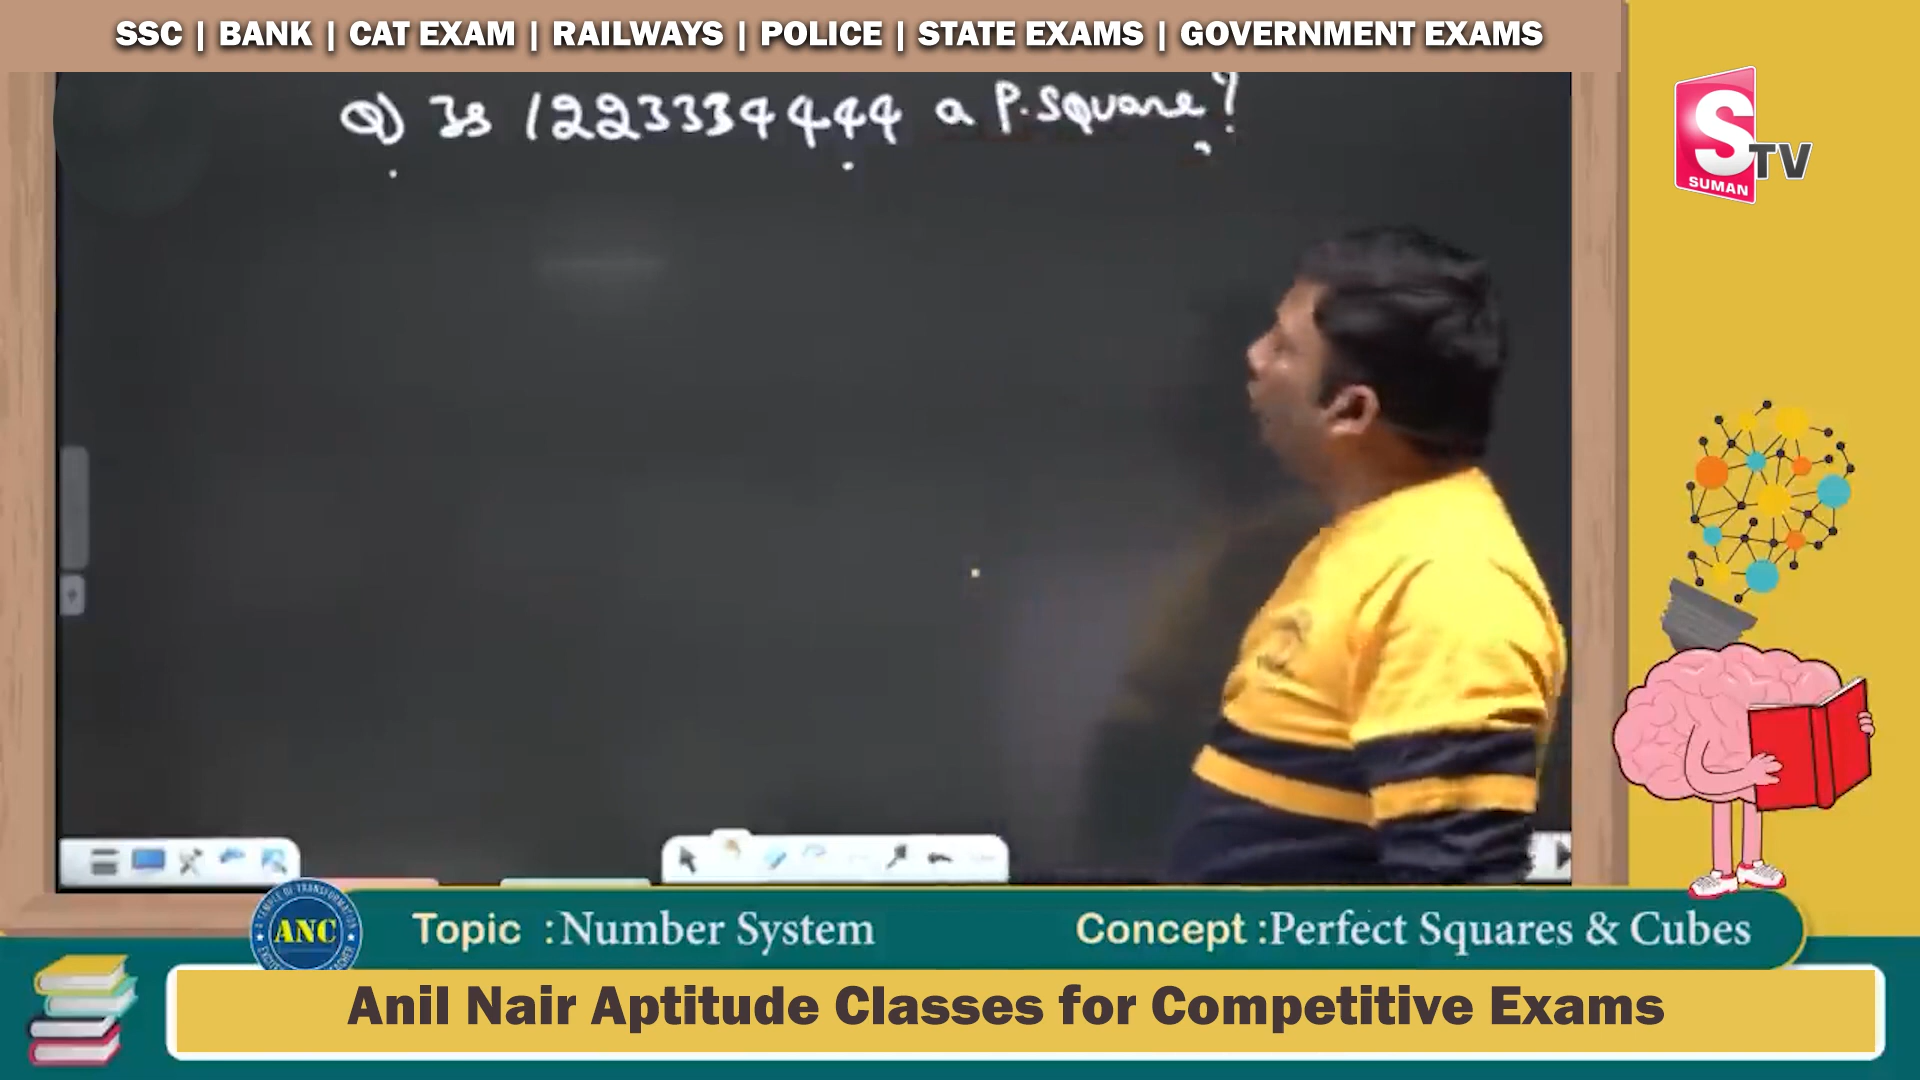 SSC | BANK | CAT EXAM | RAILWAYS | POLICE | STATE EXAMS | GOVERNMENT EXAMS
Q) Is 1223334444 a P.Square?
S TV
SUMAN
ANC
Topic : Number System
Concept : Perfect Squares & Cubes
Anil Nair Aptitude Classes for Competitive Exams